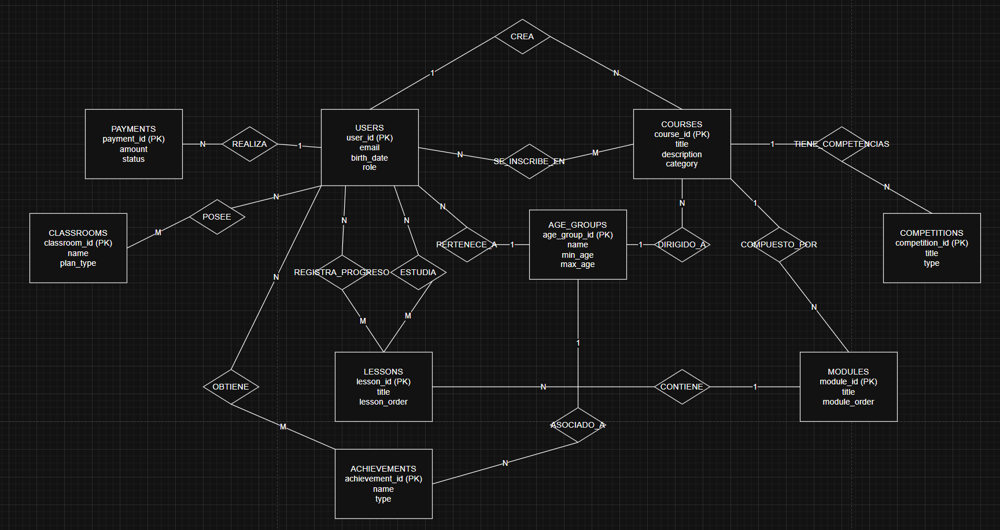 CREA
1
N
PAYMENTS
payment_id (PK)
amount
status
N
REALIZA
1
USERS
user_id (PK)
email
birth_date
role
N
SE_INSCRIBE_EN
M
COURSES
course_id (PK)
title
description
category
1
TIENE_COMPETENCIAS
N
N
POSEE
M
CLASSROOMS
classroom_id (PK)
name
plan_type
N
N
N
N
PERTENECE_A
1
AGE_GROUPS
age_group_id (PK)
name
min_age
max_age
N
1
DIRIGIDO_A
1
COMPUESTO_POR
N
COMPETITIONS
competition_id (PK)
title
type
REGISTRA_PROGRESO
ESTUDIA
M
M
1
LESSONS
lesson_id (PK)
title
lesson_order
N
CONTIENE
1
MODULES
module_id (PK)
title
module_order
OBTIENE
M
ASOCIADO_A
N
ACHIEVEMENTS
achievement_id (PK)
name
type